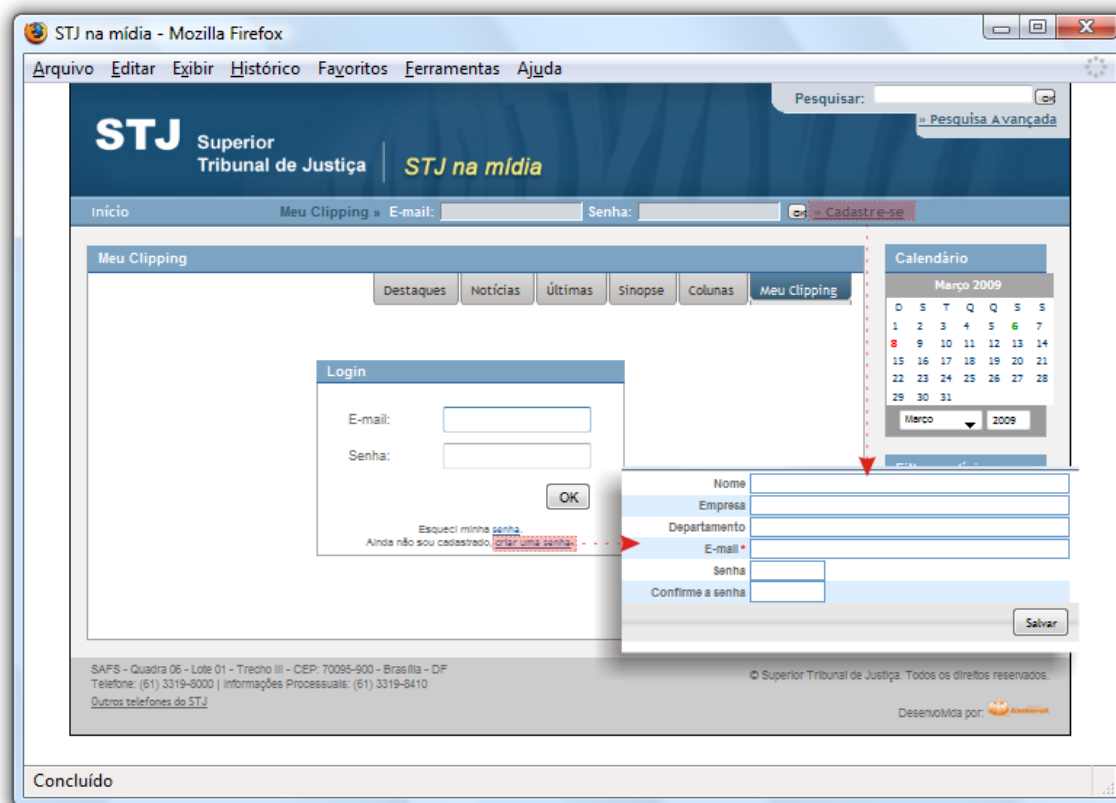 STJ na mídia - Mozilla Firefox
Arquivo Editar Exibir Histórico Favoritos Ferramentas Ajuda
Pesquisar: OK
» Pesquisa Avançada
STJ Superior
Tribunal de Justiça STJ na mídia
Início Meu Clipping » E-mail: Senha: OK » Cadastre-se
Meu Clipping
Destaques Notícias Últimas Sinopse Colunas Meu Clipping
Calendário
Março 2009
D S T Q Q S S
1 2 3 4 5 6 7
8 9 10 11 12 13 14
15 16 17 18 19 20 21
22 23 24 25 26 27 28
29 30 31
Março 2009
Login
E-mail:
Senha:
OK
Esqueci minha senha.
Ainda não sou cadastrado, criar uma senha.
Nome
Empresa
Departamento
E-mail *
Senha
Confirme a senha
Salvar
SAFS - Quadra 06 - Lote 01 - Trecho III - CEP: 70095-900 - Brasília - DF
Telefone: (61) 3319-8000 | Informações Processuais: (61) 3319-8410
Outros telefones do STJ
© Superior Tribunal de Justiça. Todos os direitos reservados.
Desenvolvida por:
Concluído